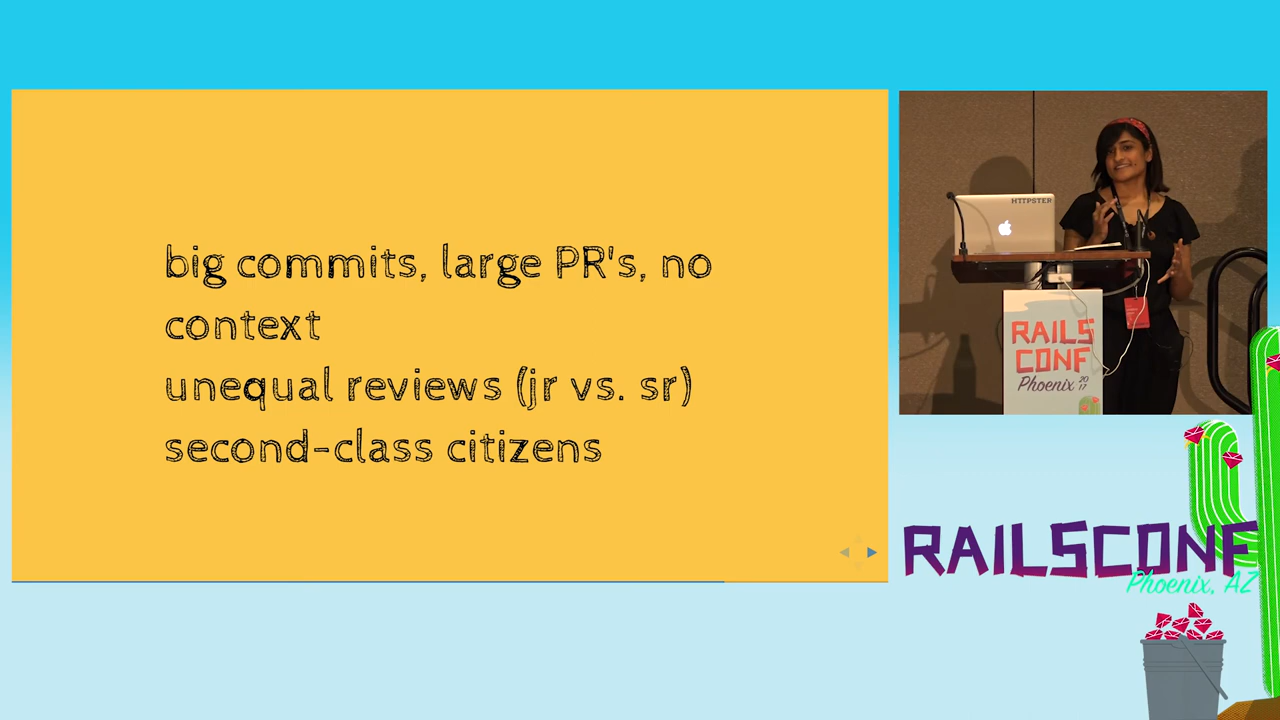 big commits, large PR's, no
context
unequal reviews (jr vs. sr)
second-class citizens
HTTPSTER
RAILS
CONF
Phoenix 2017
RAILSCONF
Phoenix, AZ